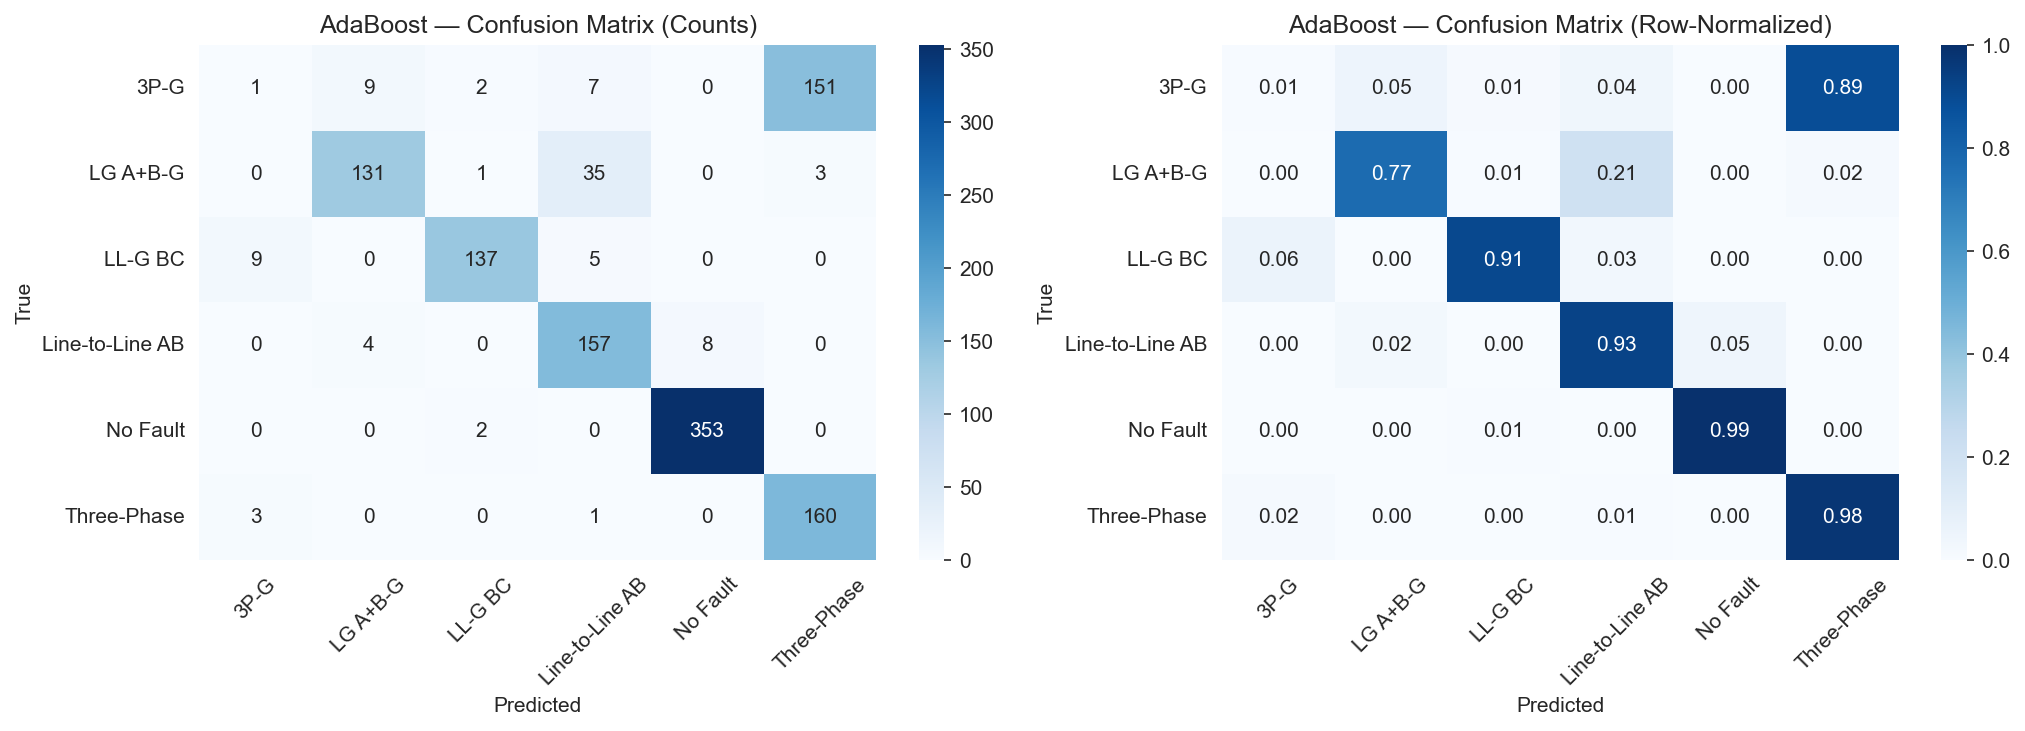 AdaBoost — Confusion Matrix (Counts)
True
3P-G 1 9 2 7 0 151
LG A+B-G 0 131 1 35 0 3
LL-G BC 9 0 137 5 0 0
Line-to-Line AB 0 4 0 157 8 0
No Fault 0 0 2 0 353 0
Three-Phase 3 0 0 1 0 160
3P-G LG A+B-G LL-G BC Line-to-Line AB No Fault Three-Phase
Predicted
350
300
250
200
150
100
50
0
AdaBoost — Confusion Matrix (Row-Normalized)
True
3P-G 0.01 0.05 0.01 0.04 0.00 0.89
LG A+B-G 0.00 0.77 0.01 0.21 0.00 0.02
LL-G BC 0.06 0.00 0.91 0.03 0.00 0.00
Line-to-Line AB 0.00 0.02 0.00 0.93 0.05 0.00
No Fault 0.00 0.00 0.01 0.00 0.99 0.00
Three-Phase 0.02 0.00 0.00 0.01 0.00 0.98
3P-G LG A+B-G LL-G BC Line-to-Line AB No Fault Three-Phase
Predicted
1.0
0.8
0.6
0.4
0.2
0.0